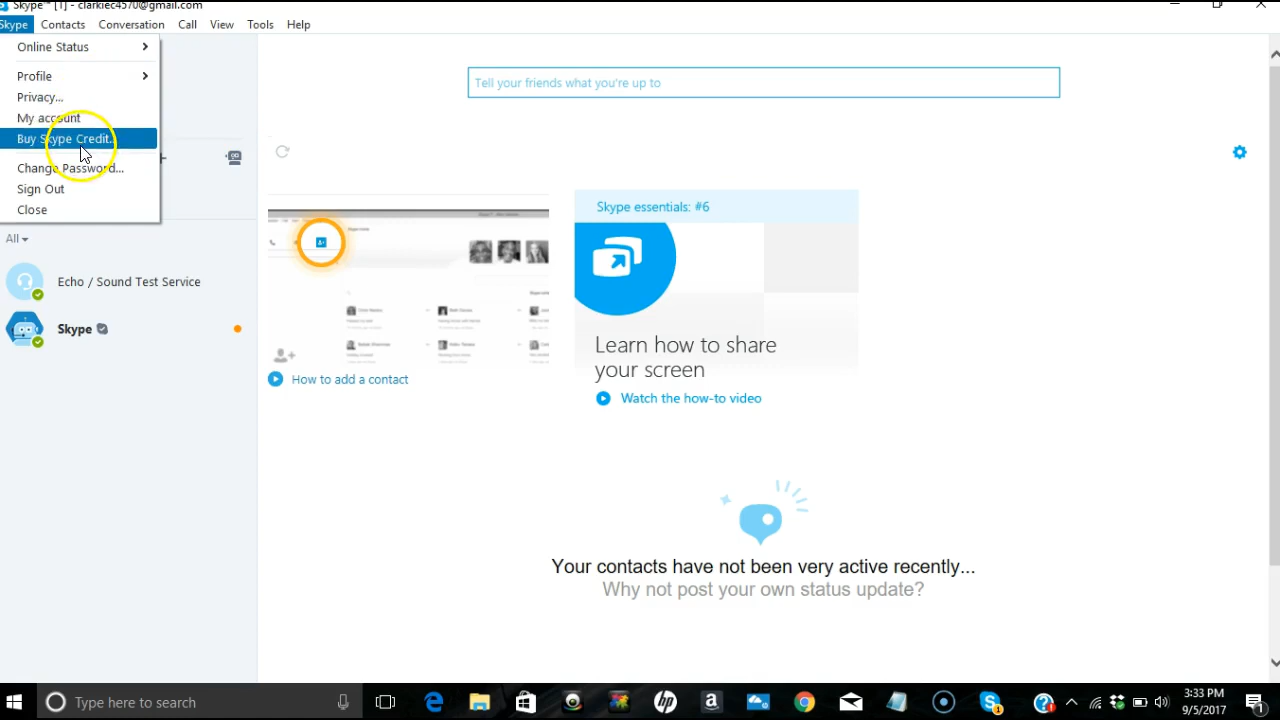 Skype™ [1] - clarkiec4570@gmail.com
Skype Contacts Conversation Call View Tools Help
Online Status
Profile
Privacy...
My account
Buy Skype Credit...
Change Password...
Sign Out
Close
All
Echo / Sound Test Service
Skype
Tell your friends what you're up to
How to add a contact
Skype essentials: #6
Learn how to share
your screen
Watch the how-to video
Your contacts have not been very active recently...
Why not post your own status update?
Type here to search
3:33 PM
9/5/2017